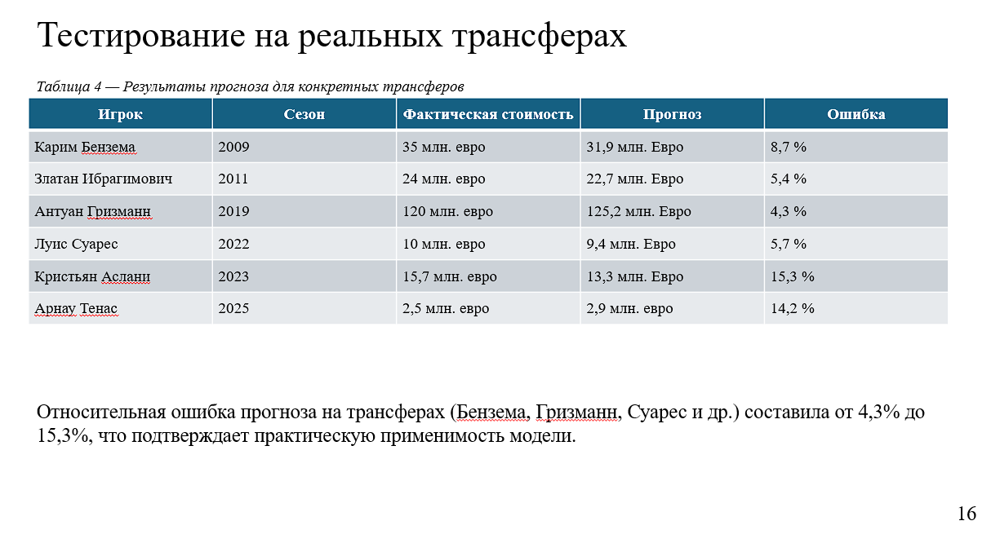 Тестирование на реальных трансферах
Таблица 4 — Результаты прогноза для конкретных трансферов
Игрок Сезон Фактическая стоимость Прогноз Ошибка
Карим Бензема 2009 35 млн. евро 31,9 млн. Евро 8,7 %
Златан Ибрагимович 2011 24 млн. евро 22,7 млн. Евро 5,4 %
Антуан Гризманн 2019 120 млн. евро 125,2 млн. Евро 4,3 %
Луис Суарес 2022 10 млн. евро 9,4 млн. Евро 5,7 %
Кристьян Аслани 2023 15,7 млн. евро 13,3 млн. Евро 15,3 %
Арнау Тенас 2025 2,5 млн. евро 2,9 млн. евро 14,2 %
Относительная ошибка прогноза на трансферах (Бензема, Гризманн, Суарес и др.) составила от 4,3% до
15,3%, что подтверждает практическую применимость модели.
16